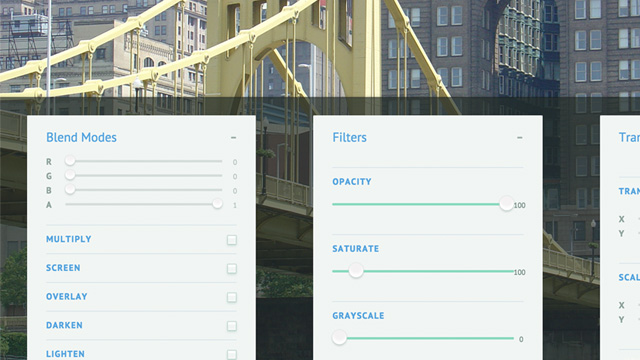 Blend Modes –
R 0
G 0
B 0
A 1
MULTIPLY
SCREEN
OVERLAY
DARKEN
LIGHTEN
Filters –
OPACITY
100
SATURATE
100
GRAYSCALE
0
X
Y
X
Y